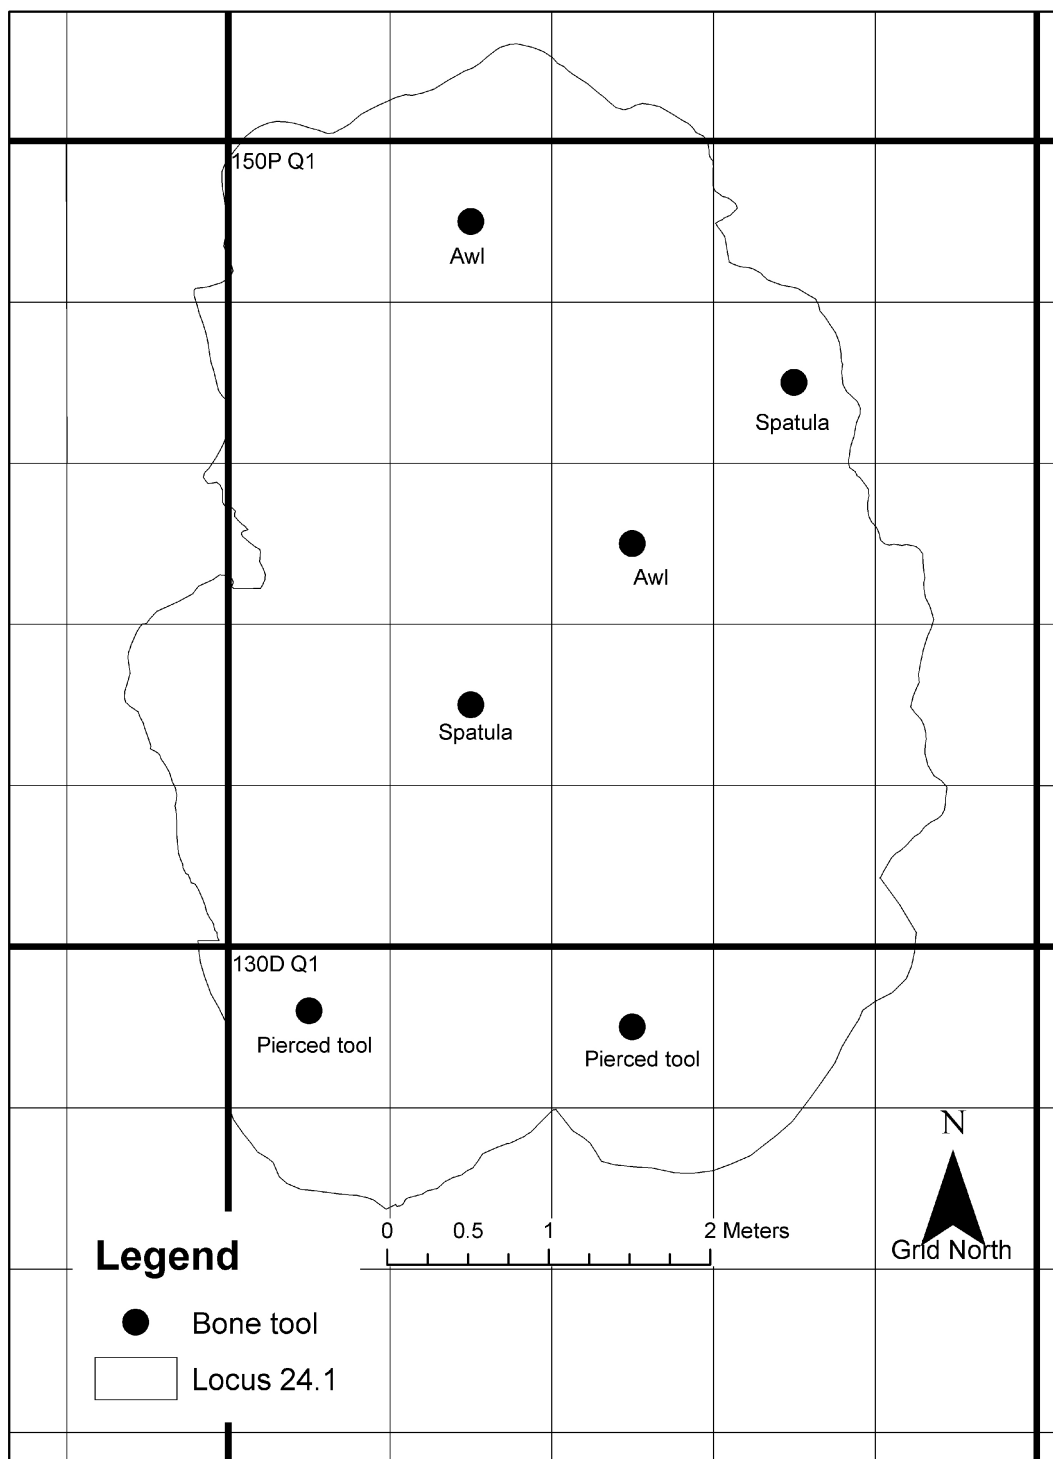 150P Q1
Awl
Spatula
Awl
Spatula
130D Q1
Pierced tool
Pierced tool
N
Grid North
0 0.5 1 2 Meters
Legend
Bone tool
Locus 24.1